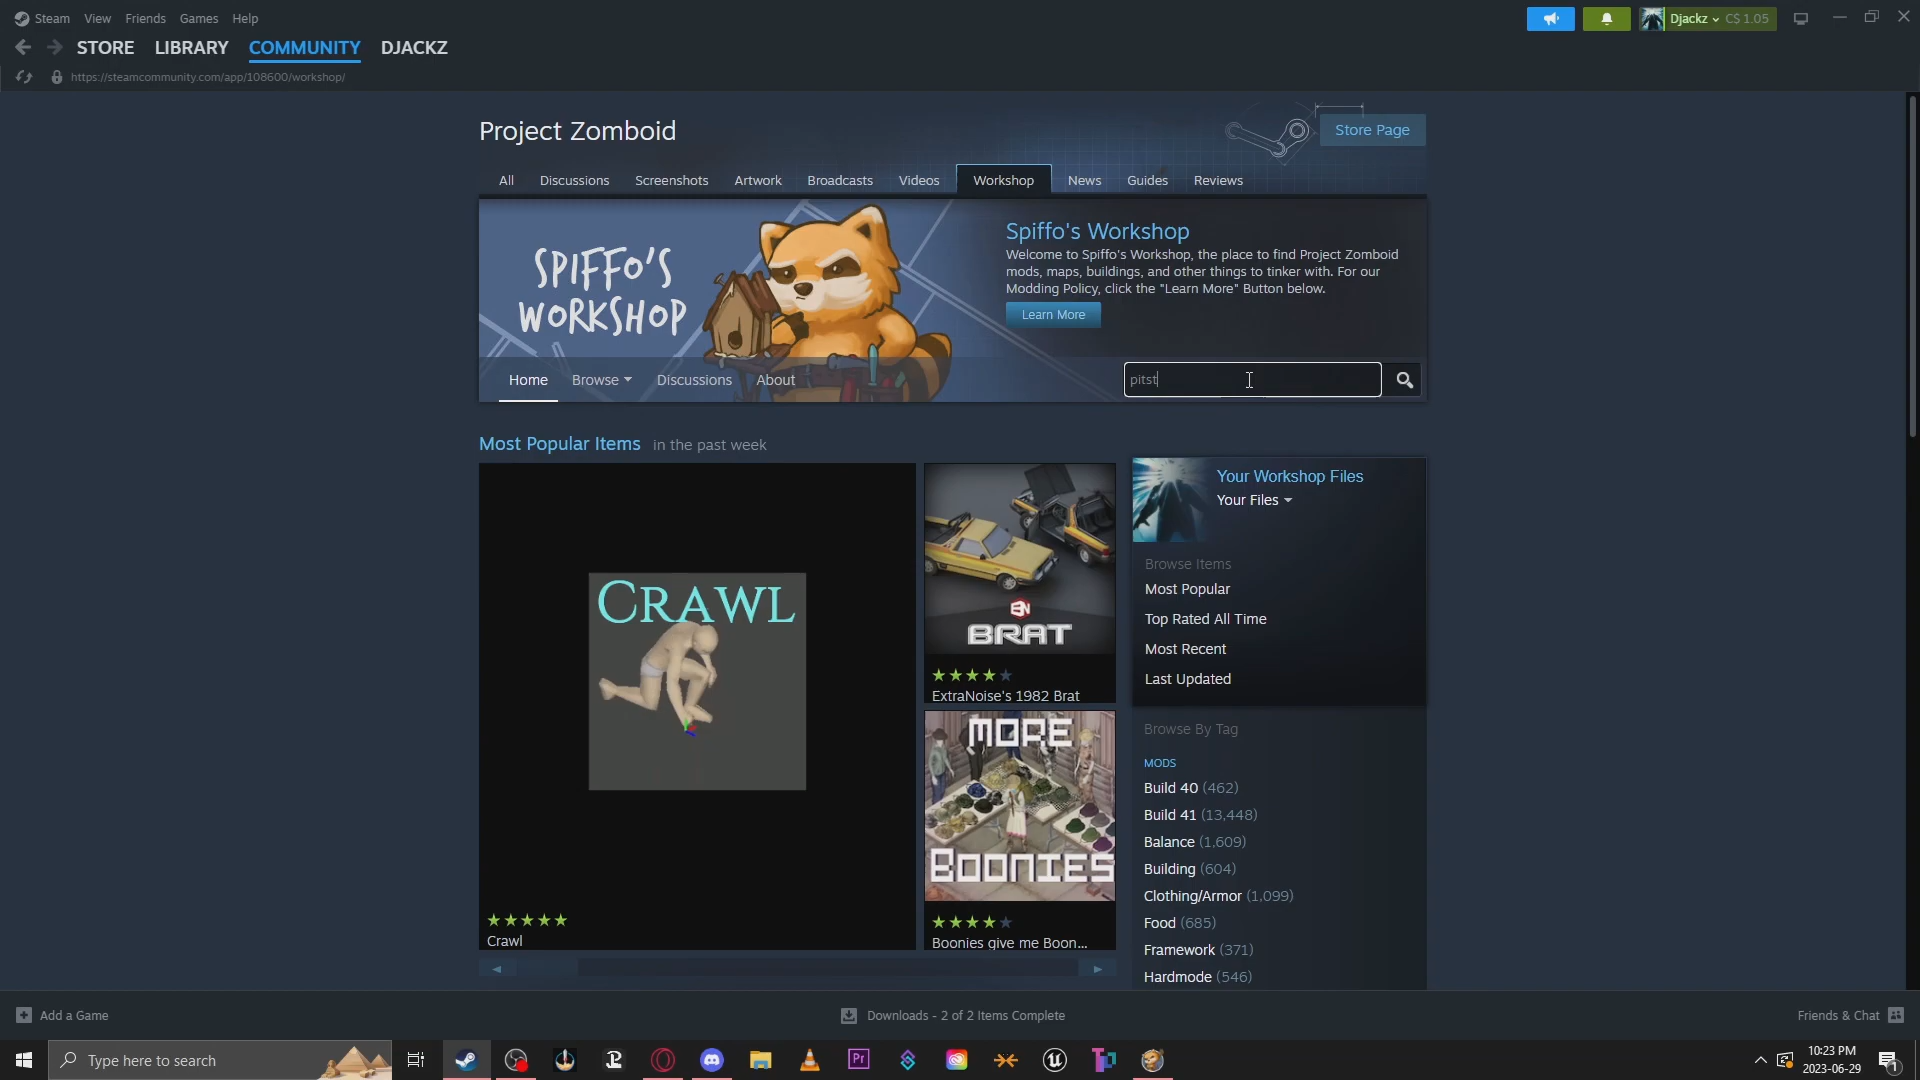 Steam View Friends Games Help
Djackz C$ 1.05
STORE LIBRARY COMMUNITY DJACKZ
https://steamcommunity.com/app/108600/workshop/
Project Zomboid
Store Page
All Discussions Screenshots Artwork Broadcasts Videos Workshop News Guides Reviews
SPIFFO'S
WORKSHOP
Spiffo's Workshop
Welcome to Spiffo's Workshop, the place to find Project Zomboid
mods, maps, buildings, and other things to tinker with. For our
Modding Policy, click the "Learn More" Button below.
Learn More
Home Browse Discussions About
pitst
Most Popular Items in the past week
CRAWL
Crawl
EN
BRAT
ExtraNoise's 1982 Brat
MORE
BOONIES
Boonies give me Boon...
Your Workshop Files
Your Files
Browse Items
Most Popular
Top Rated All Time
Most Recent
Last Updated
Browse By Tag
MODS
Build 40 (462)
Build 41 (13,448)
Balance (1,609)
Building (604)
Clothing/Armor (1,099)
Food (685)
Framework (371)
Hardmode (546)
Add a Game
Downloads - 2 of 2 Items Complete
Friends & Chat
Type here to search
Pr
10:23 PM
2023-06-29
1